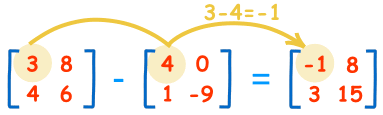 3-4=-1
[3 8] - [4 0] = [-1 8]
[4 6] [1 -9] [3 15]